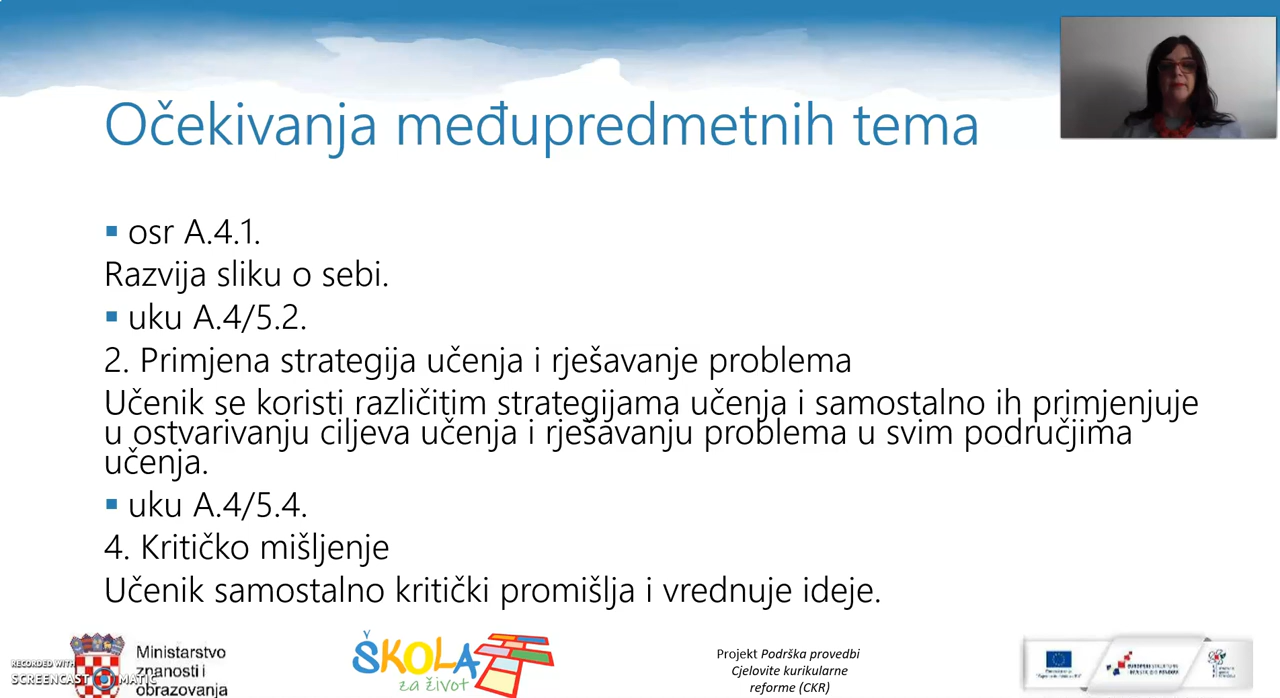 Očekivanja međupredmetnih tema
osr A.4.1.
Razvija sliku o sebi.
uku A.4/5.2.
2. Primjena strategija učenja i rješavanje problema
Učenik se koristi različitim strategijama učenja i samostalno ih primjenjuje
u ostvarivanju ciljeva učenja i rješavanju problema u svim područjima
učenja.
uku A.4/5.4.
4. Kritičko mišljenje
Učenik samostalno kritički promišlja i vrednuje ideje.
Ministarstvo
znanosti i
obrazovanja
RECORDED WITH
SCREENCAST MATIC
ŠKOLA
za život
Projekt Podrška provedbi
Cjelovite kurikularne
reforme (CKR)